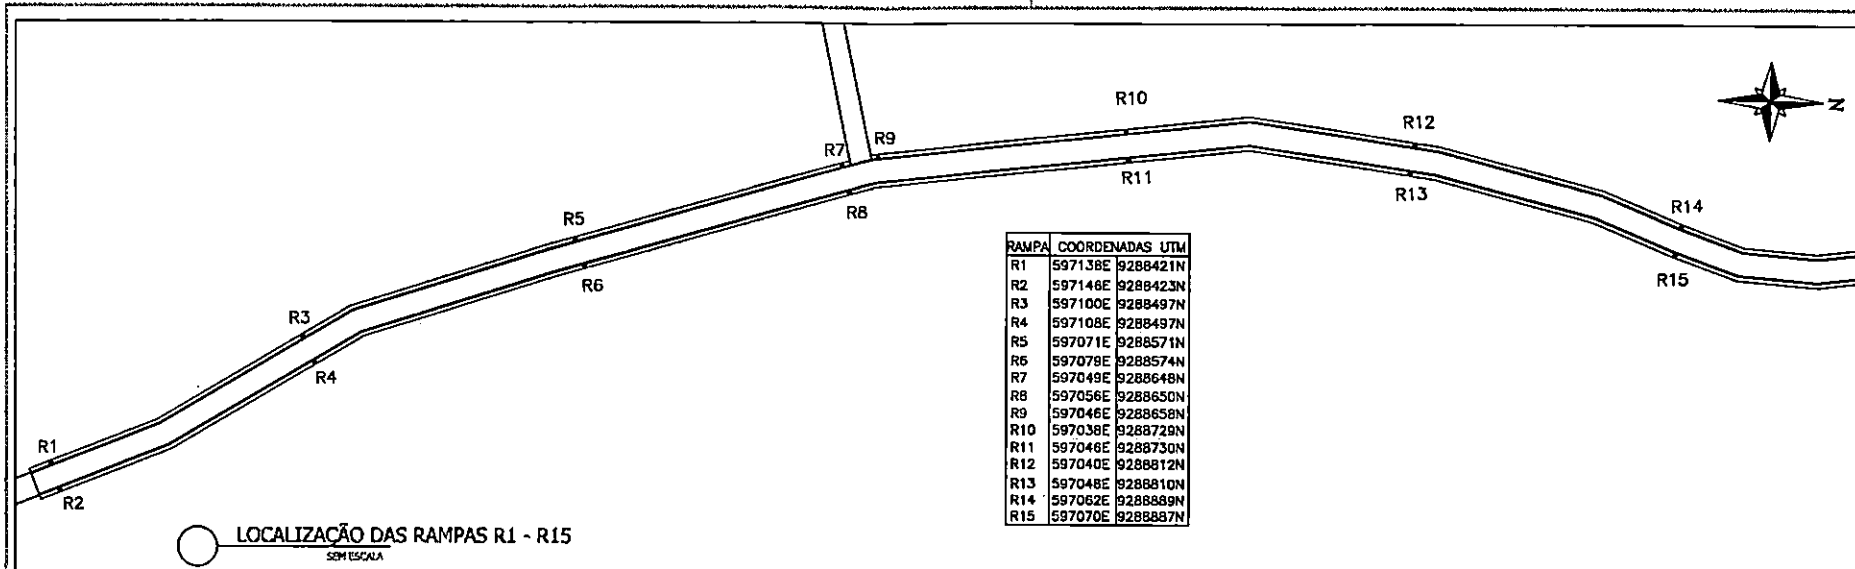 R10
R12
R9
R7
N
R11
R13
R8
R14
R5
R6
R15
R3
R4
R1
R2
RAMPA COORDENADAS UTM
R1 597138E 9288421N
R2 597146E 9288423N
R3 597100E 9288497N
R4 597108E 9288497N
R5 597071E 9288571N
R6 597079E 9288574N
R7 597049E 9288648N
R8 597056E 9288650N
R9 597046E 9288658N
R10 597038E 9288729N
R11 597046E 9288730N
R12 597040E 9288812N
R13 597048E 9288810N
R14 597062E 9288889N
R15 597070E 9288887N
LOCALIZAÇÃO DAS RAMPAS R1 - R15
SEM ESCALA